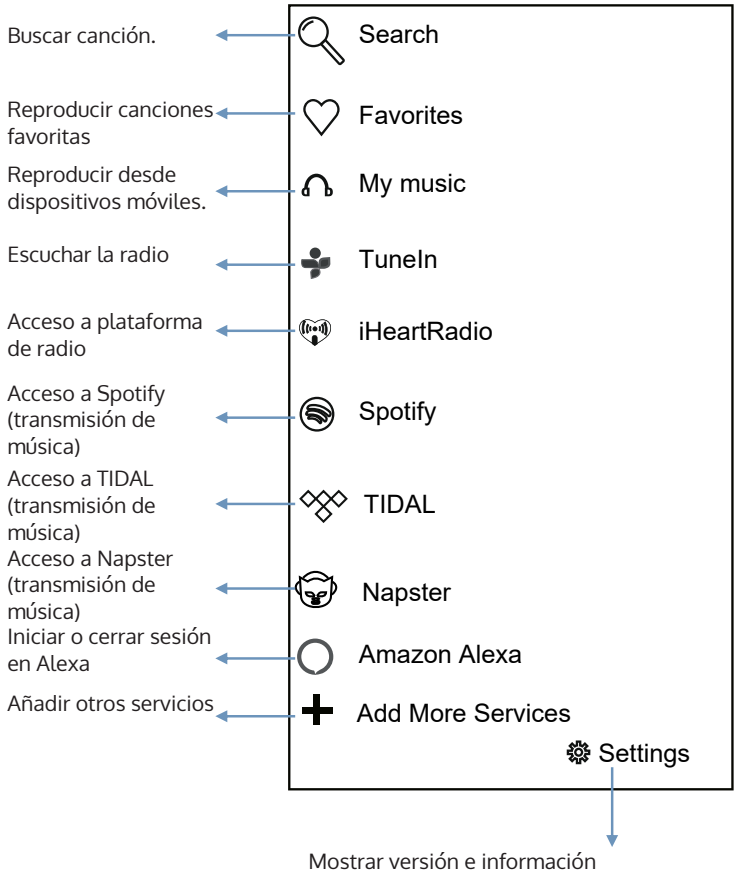 Buscar canción.
Search
Reproducir canciones
favoritas
Favorites
Reproducir desde
dispositivos móviles.
My music
Escuchar la radio
TuneIn
Acceso a plataforma
de radio
iHeartRadio
Acceso a Spotify
(transmisión de
música)
Spotify
Acceso a TIDAL
(transmisión de
música)
TIDAL
Acceso a Napster
(transmisión de
música)
Napster
Iniciar o cerrar sesión
en Alexa
Amazon Alexa
Añadir otros servicios
Add More Services
Settings
Mostrar versión e información